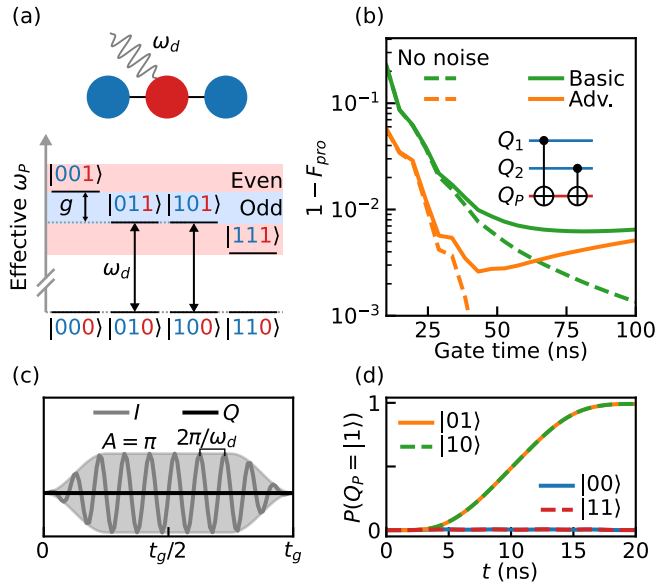 (a)
ω_d
Effective ω_P
|001⟩
Even
g
|011⟩
|101⟩
Odd
|111⟩
ω_d
|000⟩
|010⟩
|100⟩
|110⟩
(b)
No noise
Basic
Adv.
Q_1
Q_2
Q_P
1 − F_pro
10^−1
10^−2
10^−3
25
50
75
100
Gate time (ns)
(c)
I
Q
A = π
2π/ω_d
0
t_g/2
t_g
(d)
P(Q_P = |1⟩)
1
0
|01⟩
|10⟩
|00⟩
|11⟩
0
5
10
15
20
t (ns)